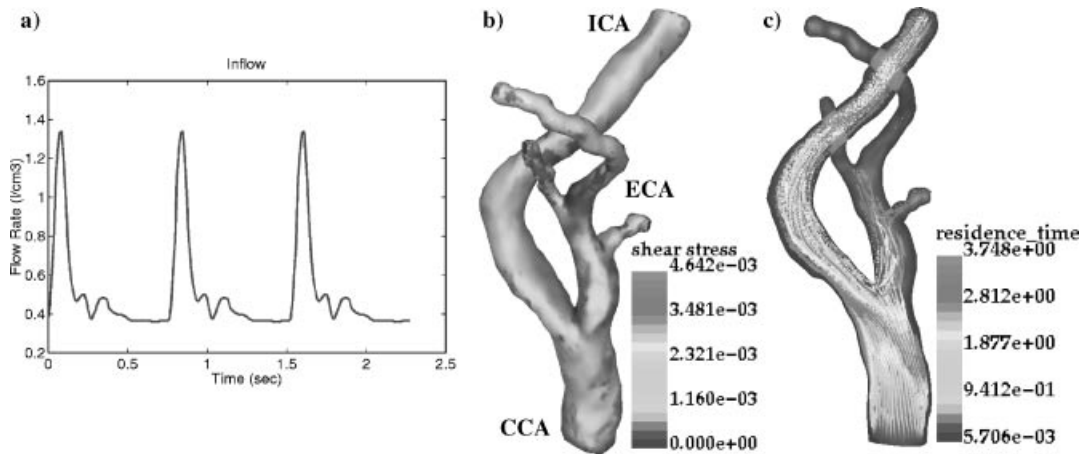 a)
Inflow
Flow Rate (l/cm3)
1.6
1.4
1.2
1
0.8
0.6
0.4
0.2
0
0.5
1
1.5
2
2.5
Time (sec)
b)
ICA
ECA
CCA
shear stress
4.642e-03
3.481e-03
2.321e-03
1.160e-03
0.000e+00
c)
residence_time
3.748e+00
2.812e+00
1.877e+00
9.412e-01
5.706e-03